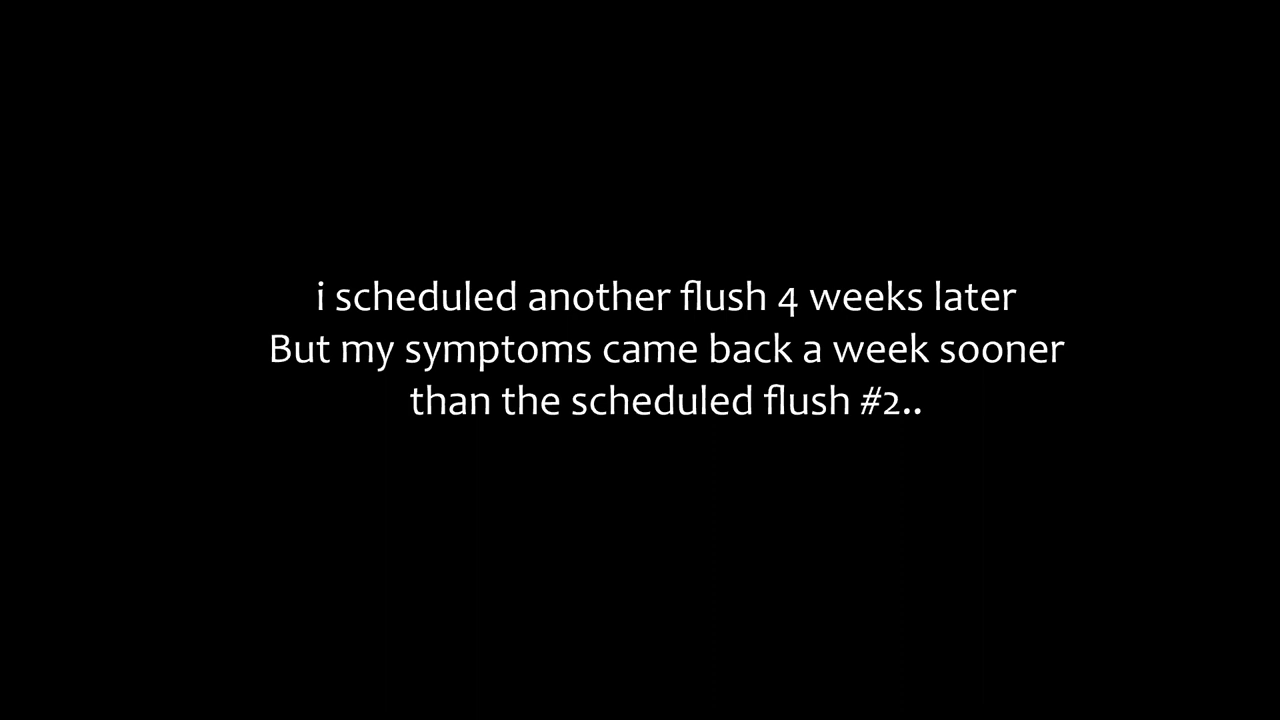 i scheduled another flush 4 weeks later
But my symptoms came back a week sooner
than the scheduled flush #2..